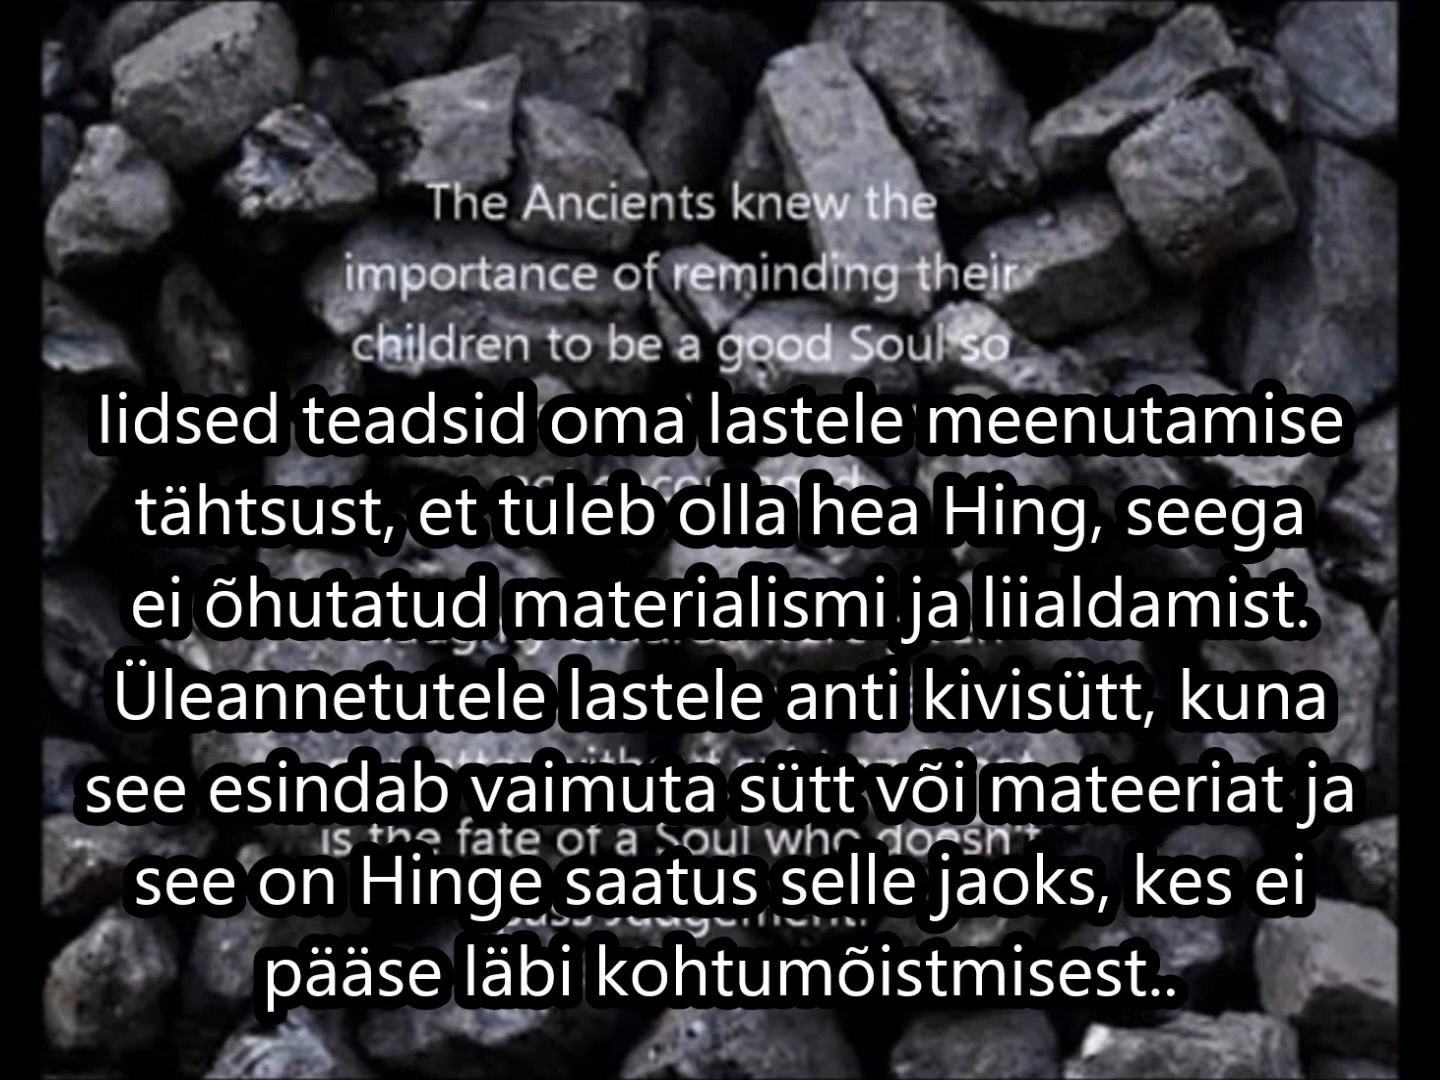 The Ancients knew the
importance of reminding their
children to be a good Soul so
Iidsed teadsid oma lastele meenutamise
tähtsust, et tuleb olla hea Hing, seega
ei õhutatud materialismi ja liialdamist.
Üleannetutele lastele anti kivisütt, kuna
see esindab vaimuta sütt või mateeriat ja
is the fate of a Soul who doesn't
see on Hinge saatus selle jaoks, kes ei
pass Judgement.
pääse läbi kohtumõistmisest..